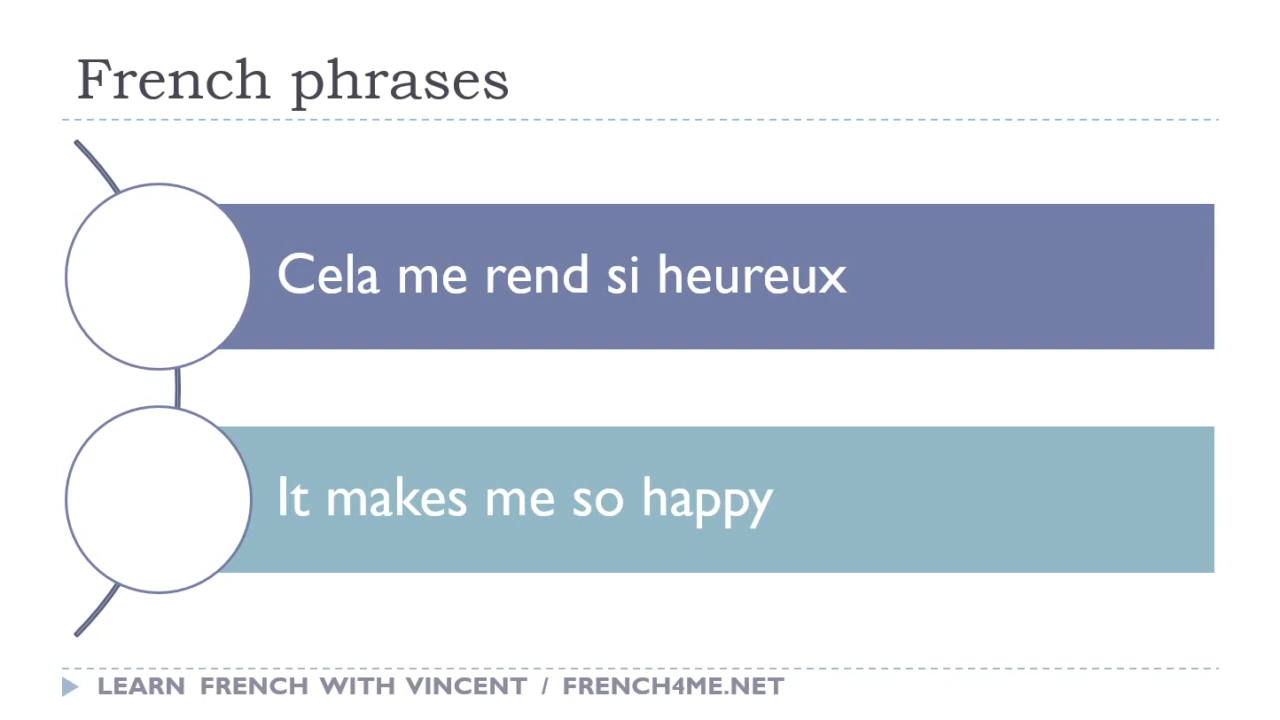 French phrases
Cela me rend si heureux
It makes me so happy
LEARN FRENCH WITH VINCENT / FRENCH4ME.NET